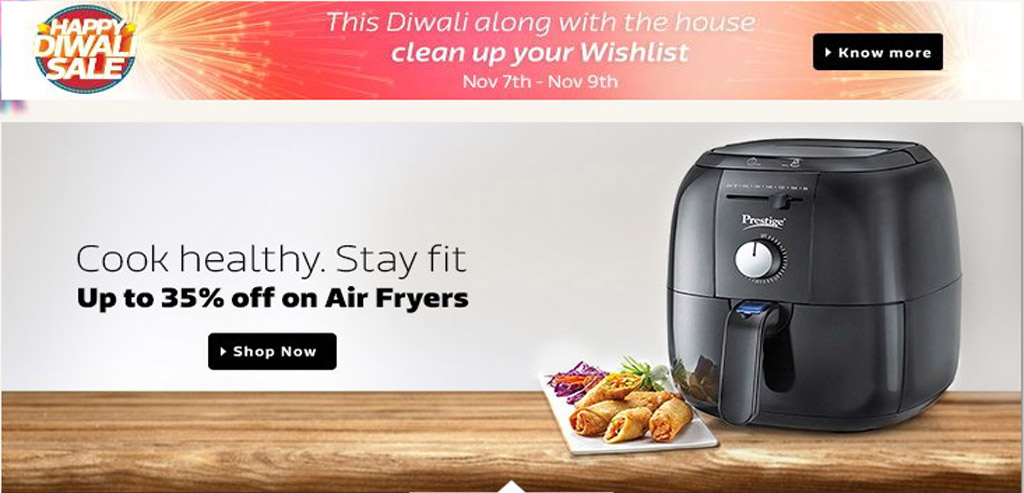 HAPPY
DIWALI
SALE
This Diwali along with the house
clean up your Wishlist
Nov 7th - Nov 9th
Know more
Cook healthy. Stay fit
Up to 35% off on Air Fryers
Shop Now
Prestige